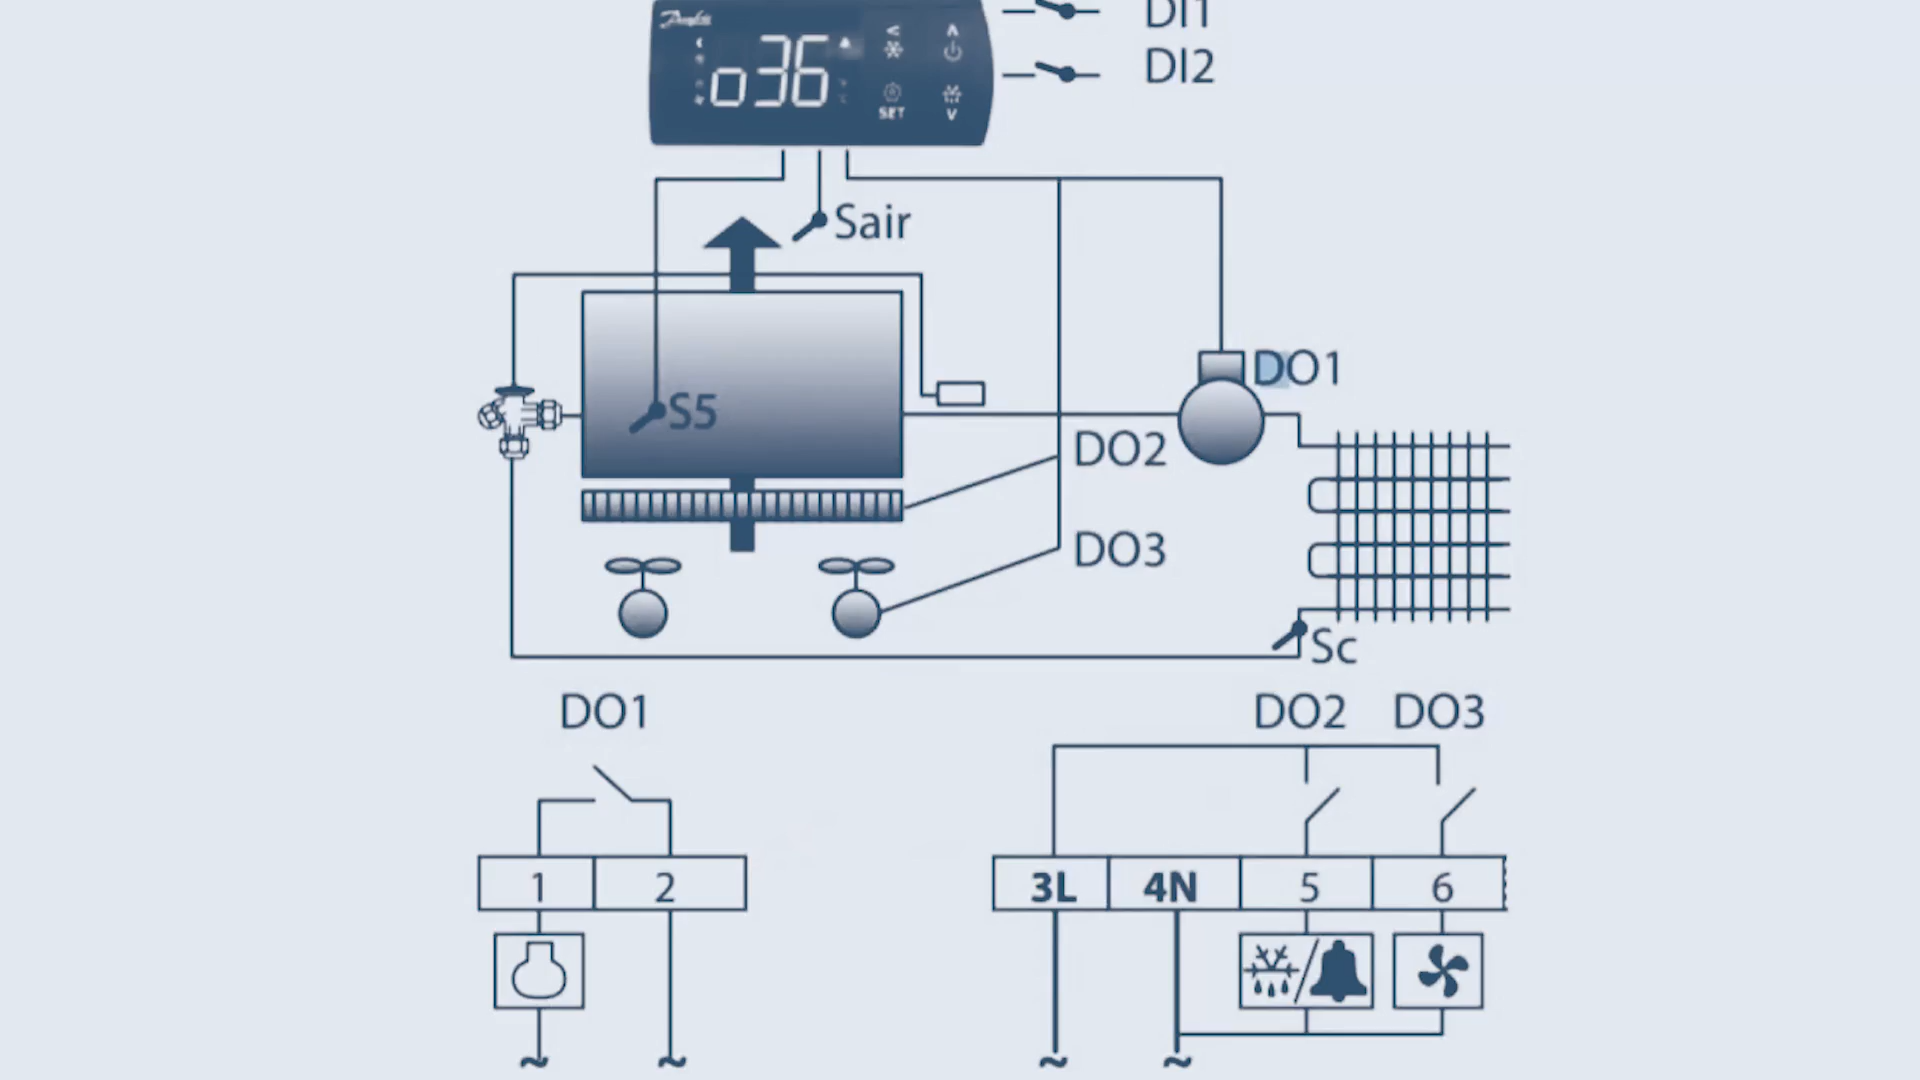 Danfoss
DI1
o36
SET
DI2
Sair
DO1
S5
DO2
DO3
Sc
DO1
DO2 DO3
1 2
3L 4N 5 6